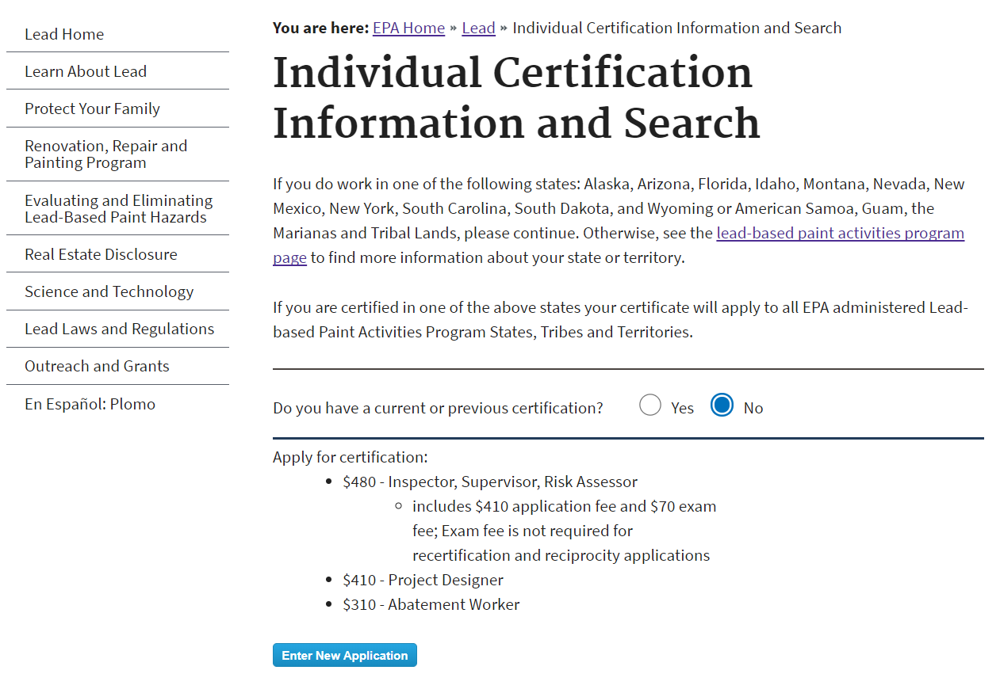 Lead Home
Learn About Lead
Protect Your Family
Renovation, Repair and
Painting Program
Evaluating and Eliminating
Lead-Based Paint Hazards
Real Estate Disclosure
Science and Technology
Lead Laws and Regulations
Outreach and Grants
En Español: Plomo
You are here: EPA Home » Lead » Individual Certification Information and Search
Individual Certification
Information and Search
If you do work in one of the following states: Alaska, Arizona, Florida, Idaho, Montana, Nevada, New
Mexico, New York, South Carolina, South Dakota, and Wyoming or American Samoa, Guam, the
Marianas and Tribal Lands, please continue. Otherwise, see the lead-based paint activities program
page to find more information about your state or territory.
If you are certified in one of the above states your certificate will apply to all EPA administered Lead-
based Paint Activities Program States, Tribes and Territories.
Do you have a current or previous certification? Yes No
Apply for certification:
• $480 - Inspector, Supervisor, Risk Assessor
◦ includes $410 application fee and $70 exam
fee; Exam fee is not required for
recertification and reciprocity applications
• $410 - Project Designer
• $310 - Abatement Worker
Enter New Application